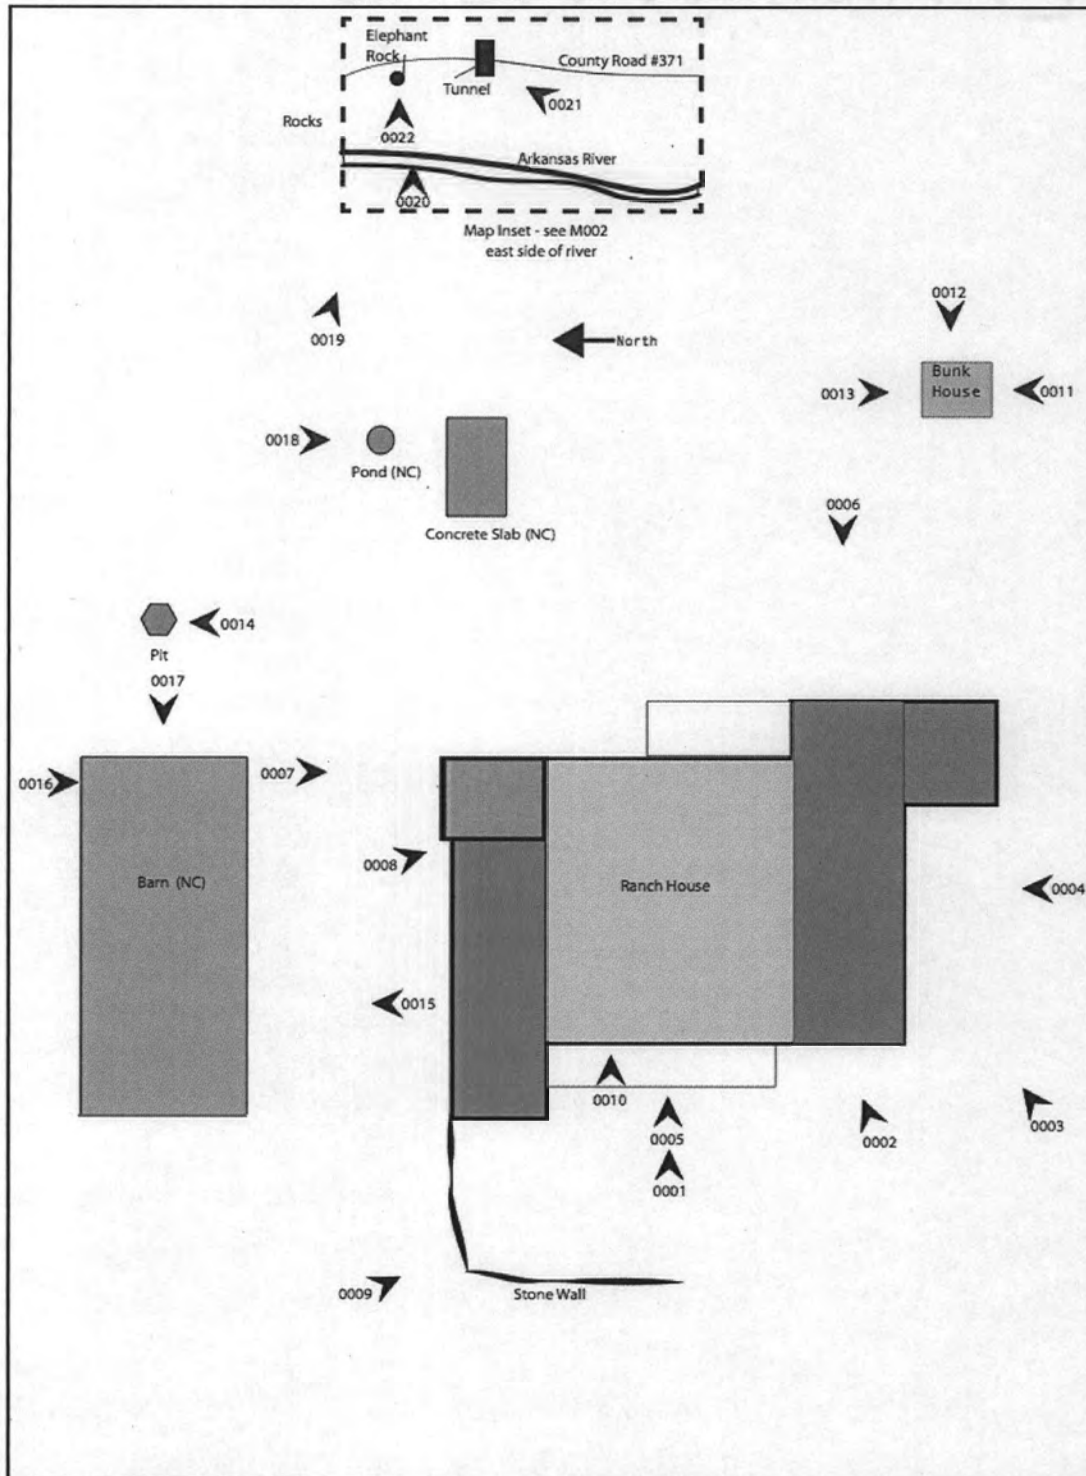 Elephant
Rock
County Road #371
Tunnel
0021
Rocks
0022
Arkansas River
0020
Map Inset - see M002
east side of river
0012
0019
North
Bunk
House
0013
0011
0018
Pond (NC)
0006
Concrete Slab (NC)
0014
Pit
0017
0016
0007
0008
Barn (NC)
Ranch House
0004
0015
0010
0005
0002
0003
0001
0009
Stone Wall